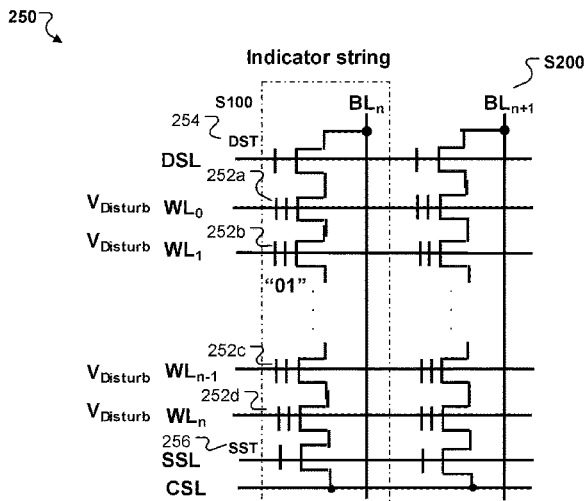 250
Indicator string
S200
S100 BLn BLn+1
254 DST
DSL
252a
VDisturb WL0
252b
VDisturb WL1
“01”
252c
VDisturb WLn-1
252d
VDisturb WLn
256 SST
SSL
CSL